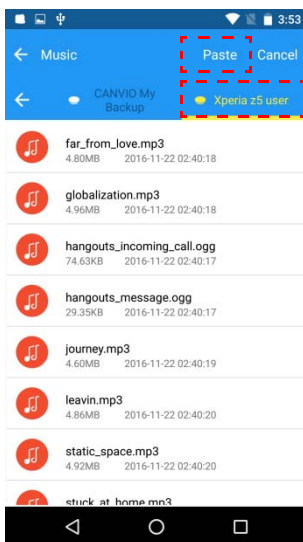 3:53
Music Paste Cancel
CANVIO My
Backup
Xperia z5 user
far_from_love.mp3
4.80MB 2016-11-22 02:40:18
globalization.mp3
4.96MB 2016-11-22 02:40:18
hangouts_incoming_call.ogg
74.63KB 2016-11-22 02:40:17
hangouts_message.ogg
29.35KB 2016-11-22 02:40:17
journey.mp3
4.60MB 2016-11-22 02:40:19
leavin.mp3
4.86MB 2016-11-22 02:40:20
static_space.mp3
4.92MB 2016-11-22 02:40:20
stuck_at_home.mp3